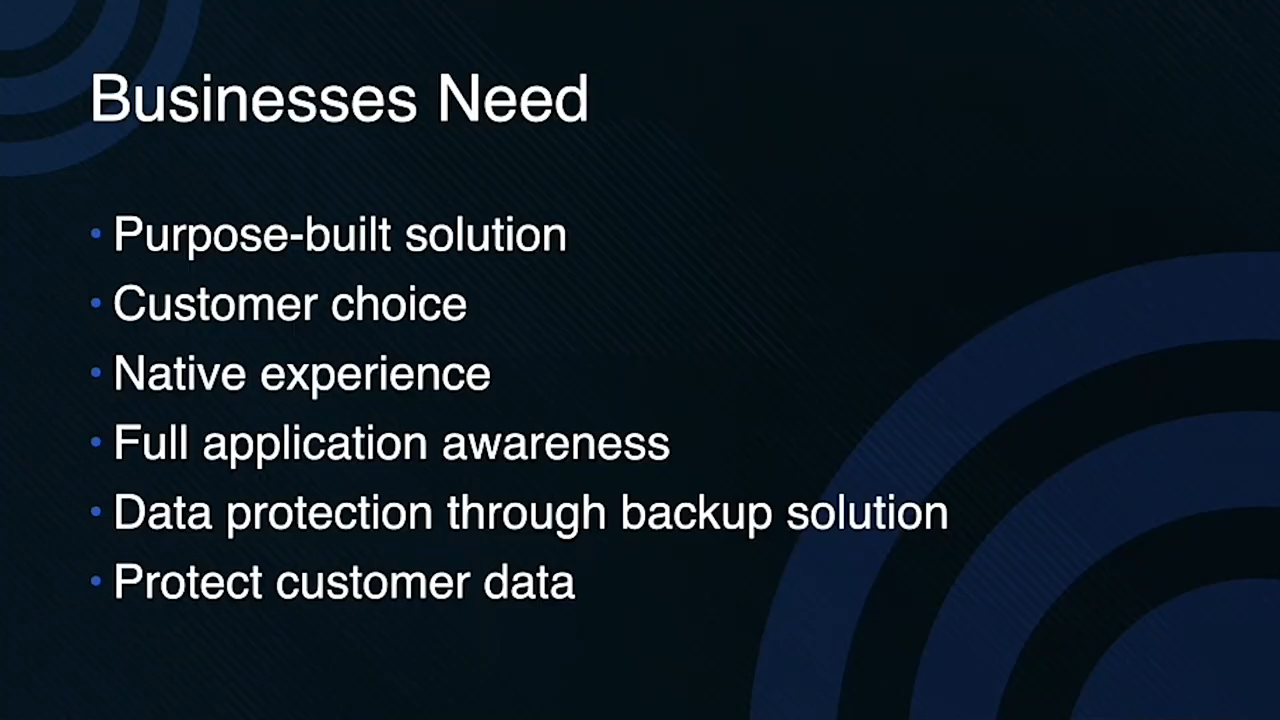 Businesses Need
• Purpose-built solution
• Customer choice
• Native experience
• Full application awareness
• Data protection through backup solution
• Protect customer data